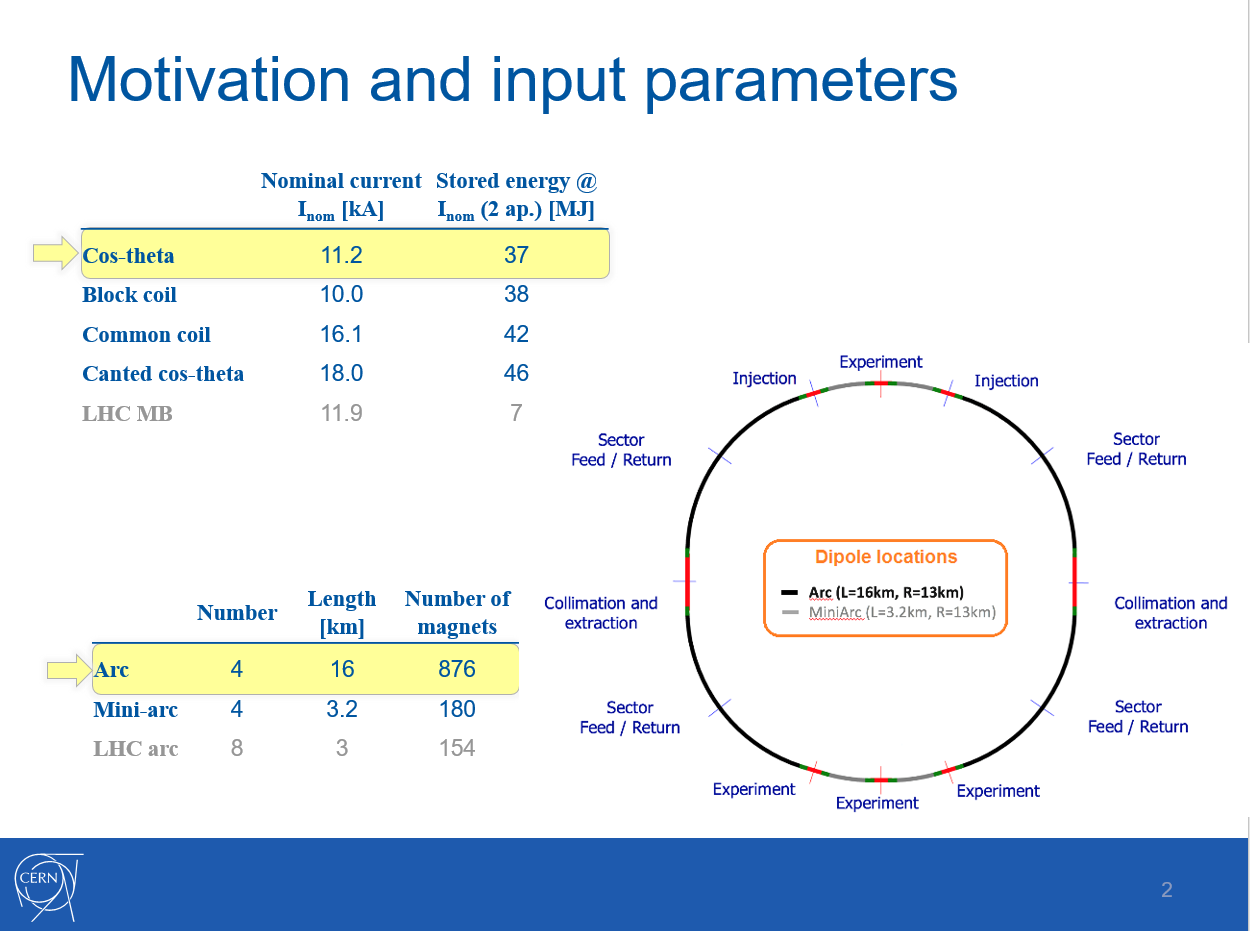 Motivation and input parameters
Nominal current Stored energy @
Inom [kA] Inom (2 ap.) [MJ]
Cos-theta 11.2 37
Block coil 10.0 38
Common coil 16.1 42
Canted cos-theta 18.0 46
LHC MB 11.9 7
Number Length Number of
[km] magnets
Arc 4 16 876
Mini-arc 4 3.2 180
LHC arc 8 3 154
Experiment
Injection
Injection
Sector
Feed / Return
Sector
Feed / Return
Dipole locations
Arc (L=16km, R=13km)
MiniArc (L=3.2km, R=13km)
Collimation and
extraction
Collimation and
extraction
Sector
Feed / Return
Sector
Feed / Return
Experiment
Experiment
Experiment
CERN
2